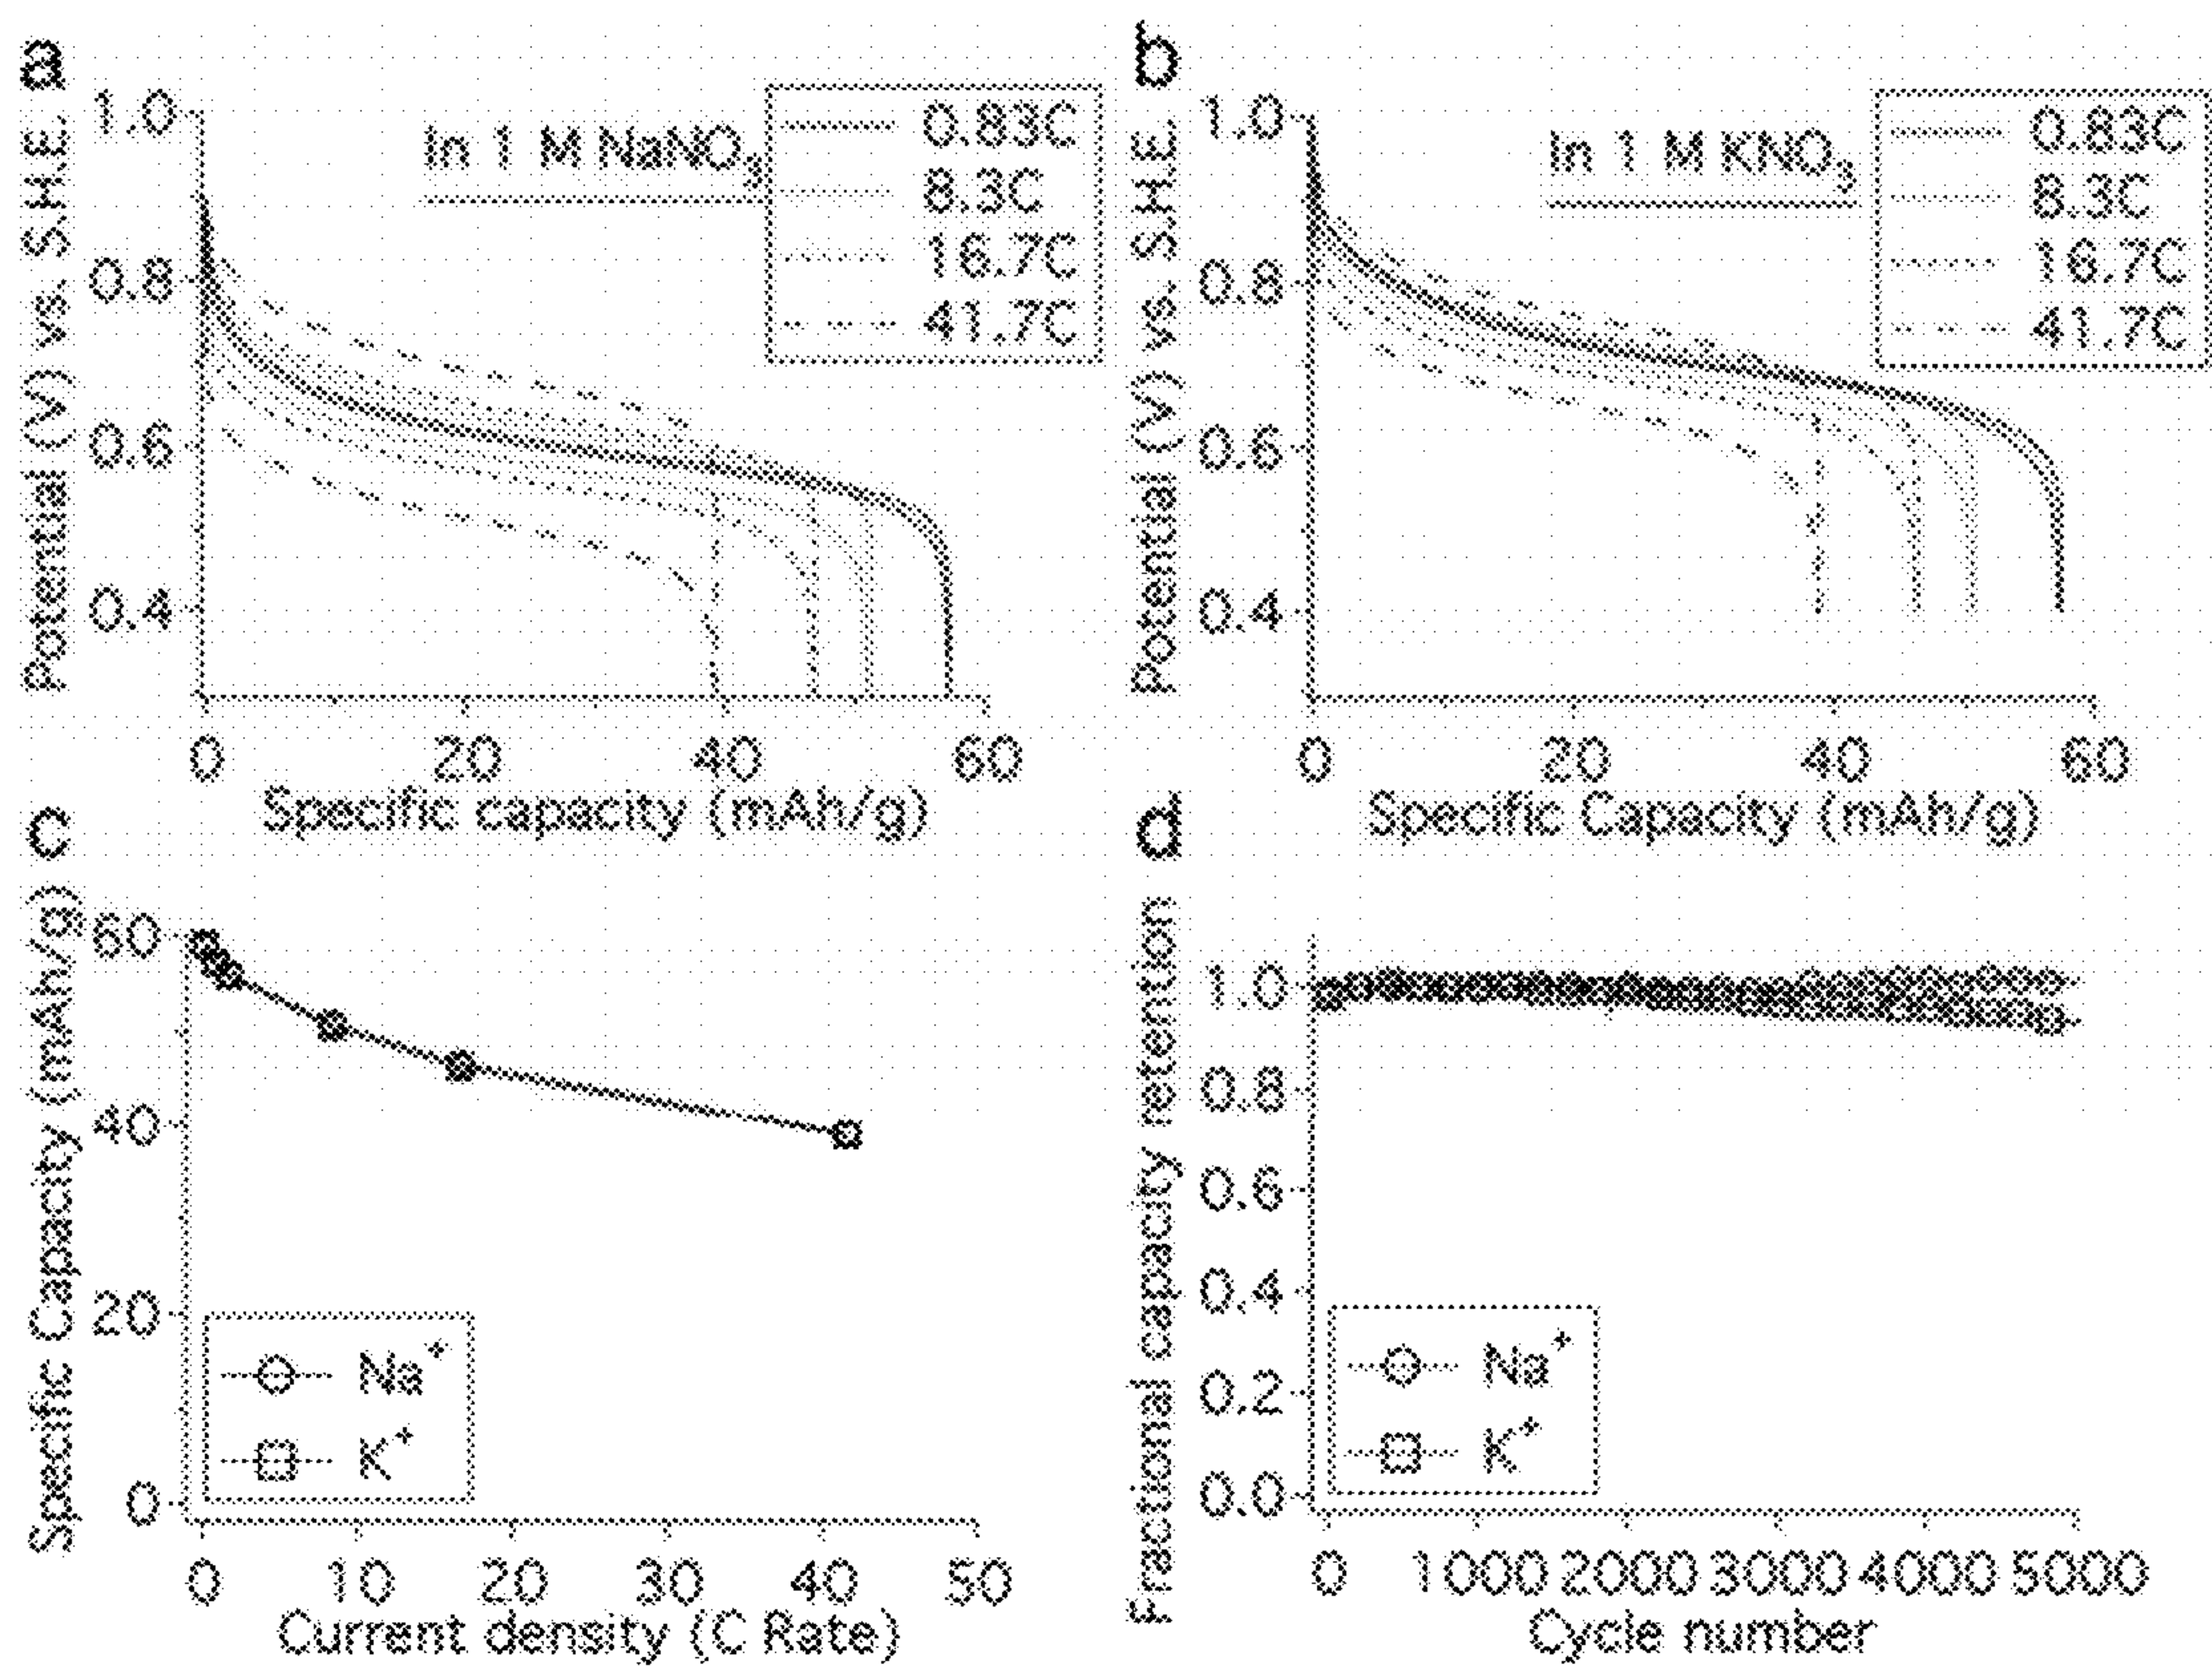 a
Potential (V) vs. S.H.E.
1.0
0.8
0.6
0.4
In 1 M NaNO3
0.83C
8.3C
16.7C
41.7C
0 20 40 60
Specific capacity (mAh/g)
b
Potential (V) vs. S.H.E.
1.0
0.8
0.6
0.4
In 1 M KNO3
0.83C
8.3C
16.7C
41.7C
0 20 40 60
Specific Capacity (mAh/g)
c
Specific Capacity (mAh/g)
60
40
20
0
Na+
K+
0 10 20 30 40 50
Current density (C Rate)
d
Fractional capacity retention
1.0
0.8
0.6
0.4
0.2
0.0
Na+
K+
0 1000 2000 3000 4000 5000
Cycle number